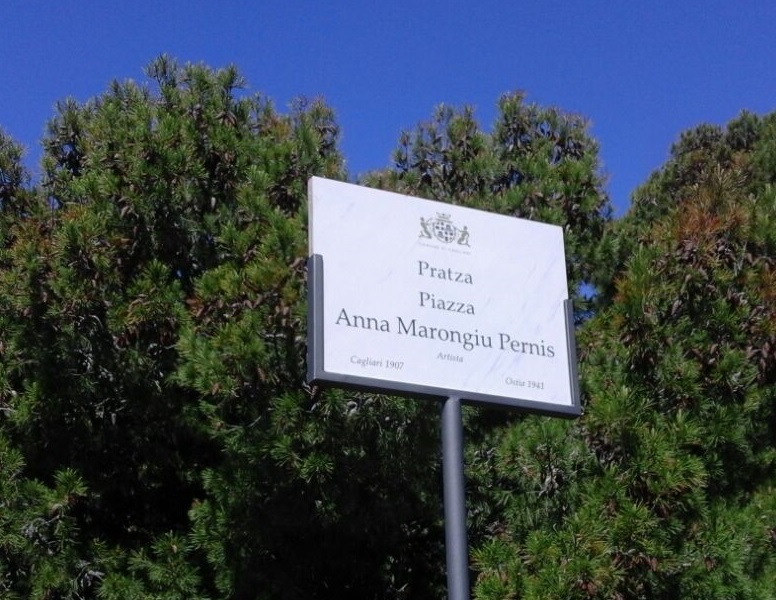 Pratza
Piazza
Anna Marongiu Pernis
Artista
Cagliari 1907
Ostia 1941